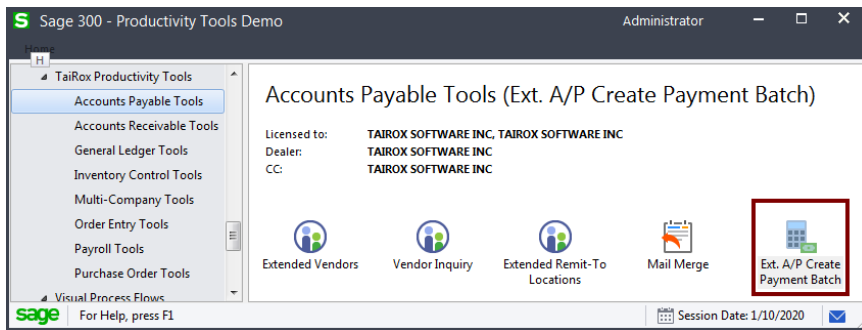 S Sage 300 - Productivity Tools Demo
Administrator
Home
H
TaiRox Productivity Tools
Accounts Payable Tools
Accounts Receivable Tools
General Ledger Tools
Inventory Control Tools
Multi-Company Tools
Order Entry Tools
Payroll Tools
Purchase Order Tools
Visual Process Flows
Accounts Payable Tools (Ext. A/P Create Payment Batch)
Licensed to: TAIROX SOFTWARE INC, TAIROX SOFTWARE INC
Dealer: TAIROX SOFTWARE INC
CC: TAIROX SOFTWARE INC
Extended Vendors
Vendor Inquiry
Extended Remit-To
Locations
Mail Merge
Ext. A/P Create
Payment Batch
sage For Help, press F1
Session Date: 1/10/2020